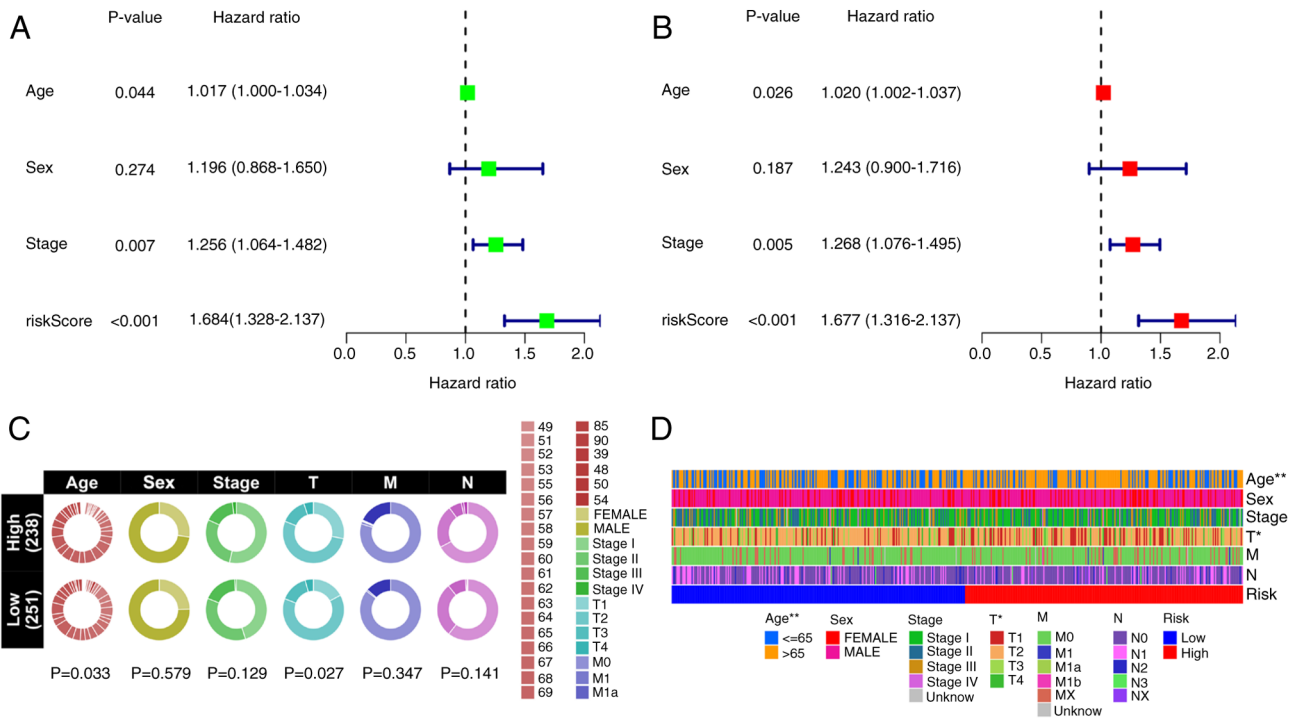 A
P-value Hazard ratio
Age 0.044 1.017 (1.000-1.034)
Sex 0.274 1.196 (0.868-1.650)
Stage 0.007 1.256 (1.064-1.482)
riskScore <0.001 1.684(1.328-2.137)
0.0 0.5 1.0 1.5 2.0
Hazard ratio
B
P-value Hazard ratio
Age 0.026 1.020 (1.002-1.037)
Sex 0.187 1.243 (0.900-1.716)
Stage 0.005 1.268 (1.076-1.495)
riskScore <0.001 1.677 (1.316-2.137)
0.0 0.5 1.0 1.5 2.0
Hazard ratio
C
Age Sex Stage T M N
High
(238)
Low
(251)
P=0.033 P=0.579 P=0.129 P=0.027 P=0.347 P=0.141
49 85
51 90
52 39
53 48
55 50
56 54
57 FEMALE
58 MALE
59 Stage I
60 Stage II
61 Stage III
62 Stage IV
63 T1
64 T2
65 T3
66 T4
67 M0
68 M1
69 M1a
D
Age**
Sex
Stage
T*
M
N
Risk
Age**
<=65
>65
Sex
FEMALE
MALE
Stage
Stage I
Stage II
Stage III
Stage IV
Unknow
T*
T1
T2
T3
T4
M
M0
M1
M1a
M1b
MX
Unknow
N
N0
N1
N2
N3
NX
Risk
Low
High